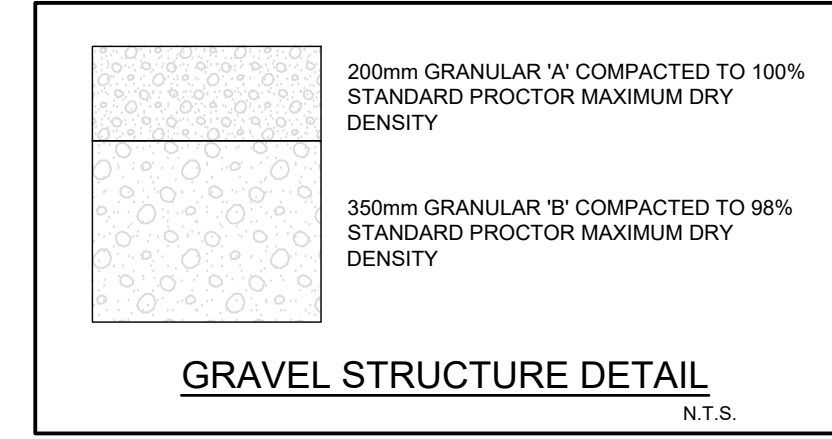 200mm GRANULAR 'A' COMPACTED TO 100%
STANDARD PROCTOR MAXIMUM DRY
DENSITY
350mm GRANULAR 'B' COMPACTED TO 98%
STANDARD PROCTOR MAXIMUM DRY
DENSITY
GRAVEL STRUCTURE DETAIL
N.T.S.